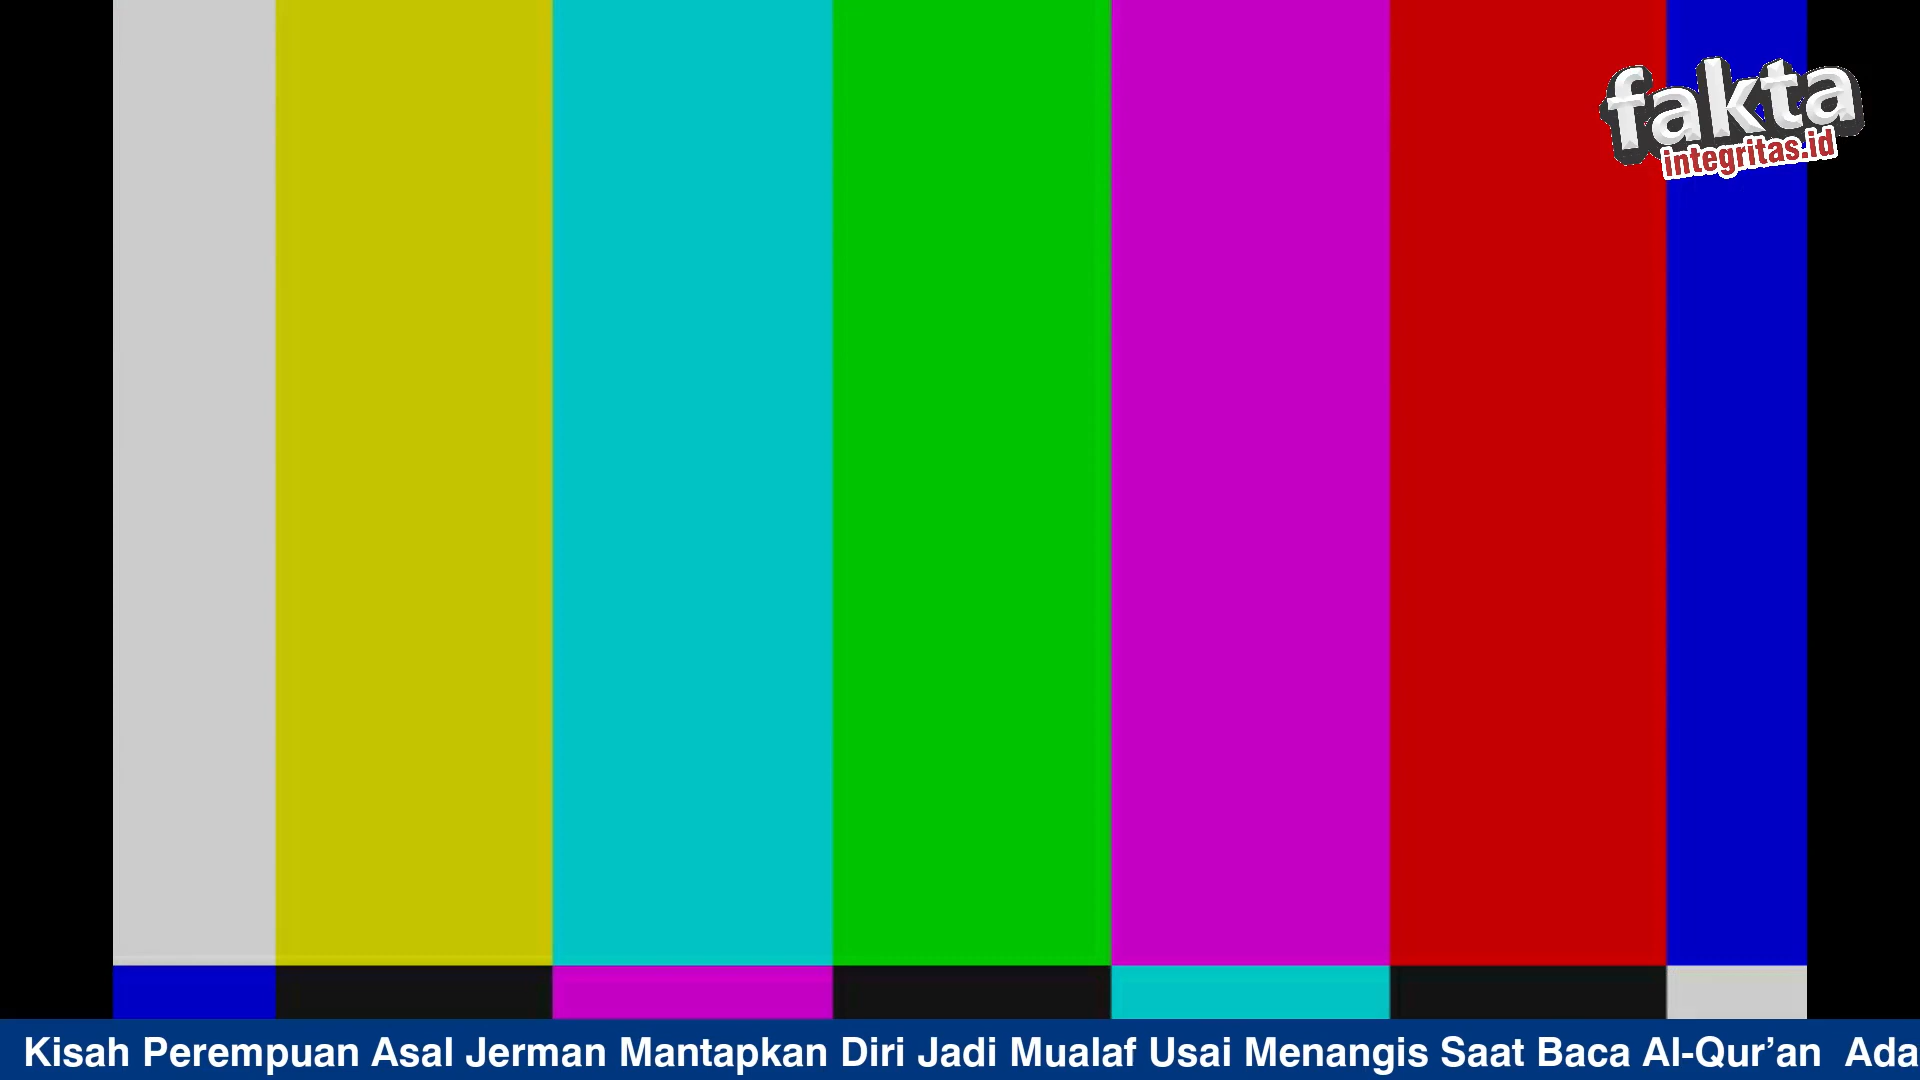 fakta
integritas.id
Kisah Perempuan Asal Jerman Mantapkan Diri Jadi Mualaf Usai Menangis Saat Baca Al-Qur’an Ada